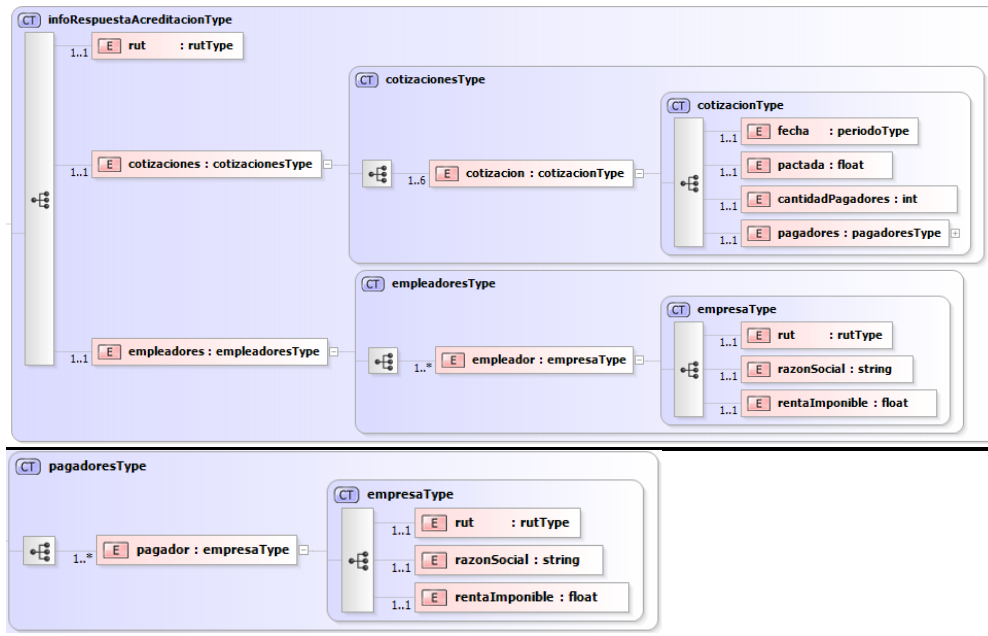 CT infoRespuestaAcreditacionType
E rut : rutType
1..1
CT cotizacionesType
CT cotizacionType
E fecha : periodoType
1..1
E cotizaciones : cotizacionesType
1..1
E cotizacion : cotizacionType
1..6
E pactada : float
1..1
E cantidadPagadores : int
1..1
E pagadores : pagadoresType
1..1
CT empleadoresType
CT empresaType
E rut : rutType
1..1
E empleadores : empleadoresType
1..1
E empleador : empresaType
1..*
E razonSocial : string
1..1
E rentaImponible : float
1..1
CT pagadoresType
CT empresaType
E rut : rutType
1..1
E pagador : empresaType
1..*
E razonSocial : string
1..1
E rentaImponible : float
1..1